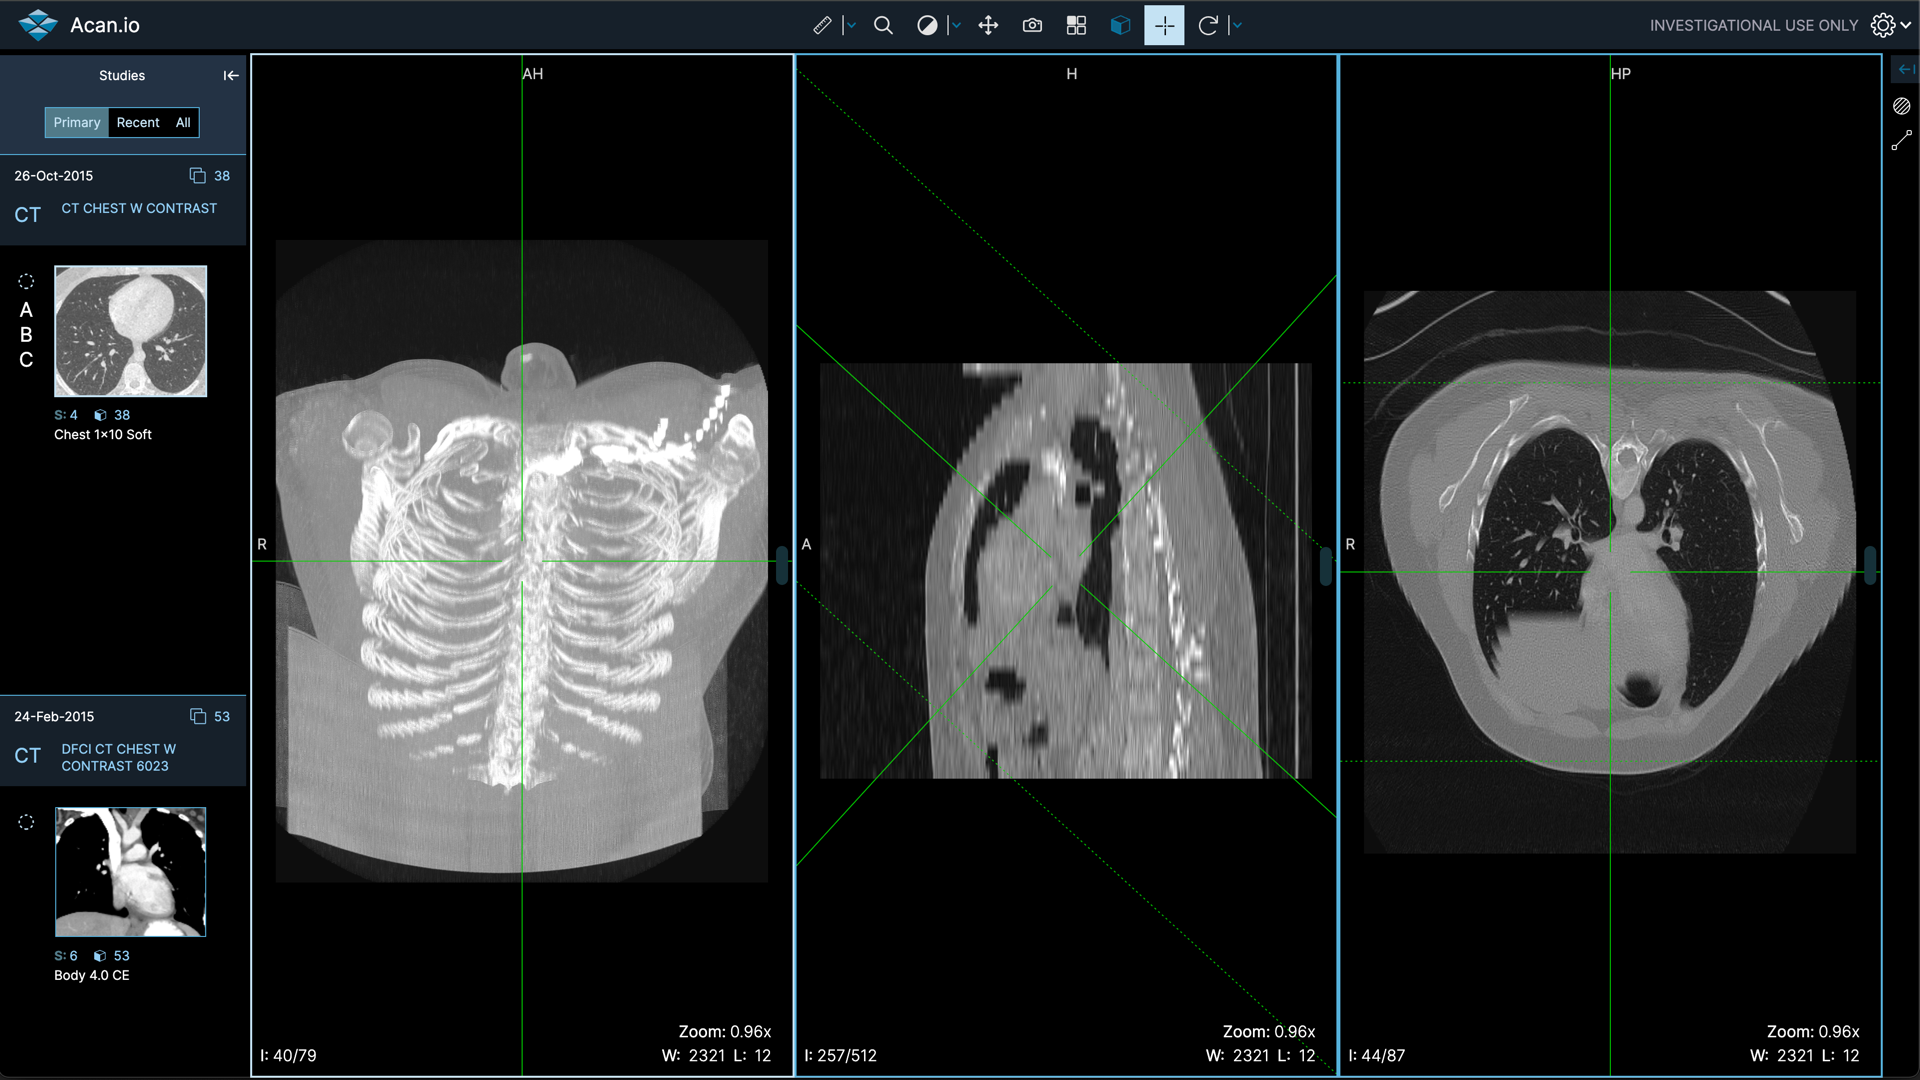 Acan.io
INVESTIGATIONAL USE ONLY
Studies
Primary Recent All
26-Oct-2015 38
CT CT CHEST W CONTRAST
A
B
C
S: 4 38
Chest 1x10 Soft
24-Feb-2015 53
CT DFCI CT CHEST W
CONTRAST 6023
S: 6 53
Body 4.0 CE
AH
R
Zoom: 0.96x
I: 40/79 W: 2321 L: 12
H
A
Zoom: 0.96x
I: 257/512 W: 2321 L: 12
HP
R
Zoom: 0.96x
I: 44/87 W: 2321 L: 12